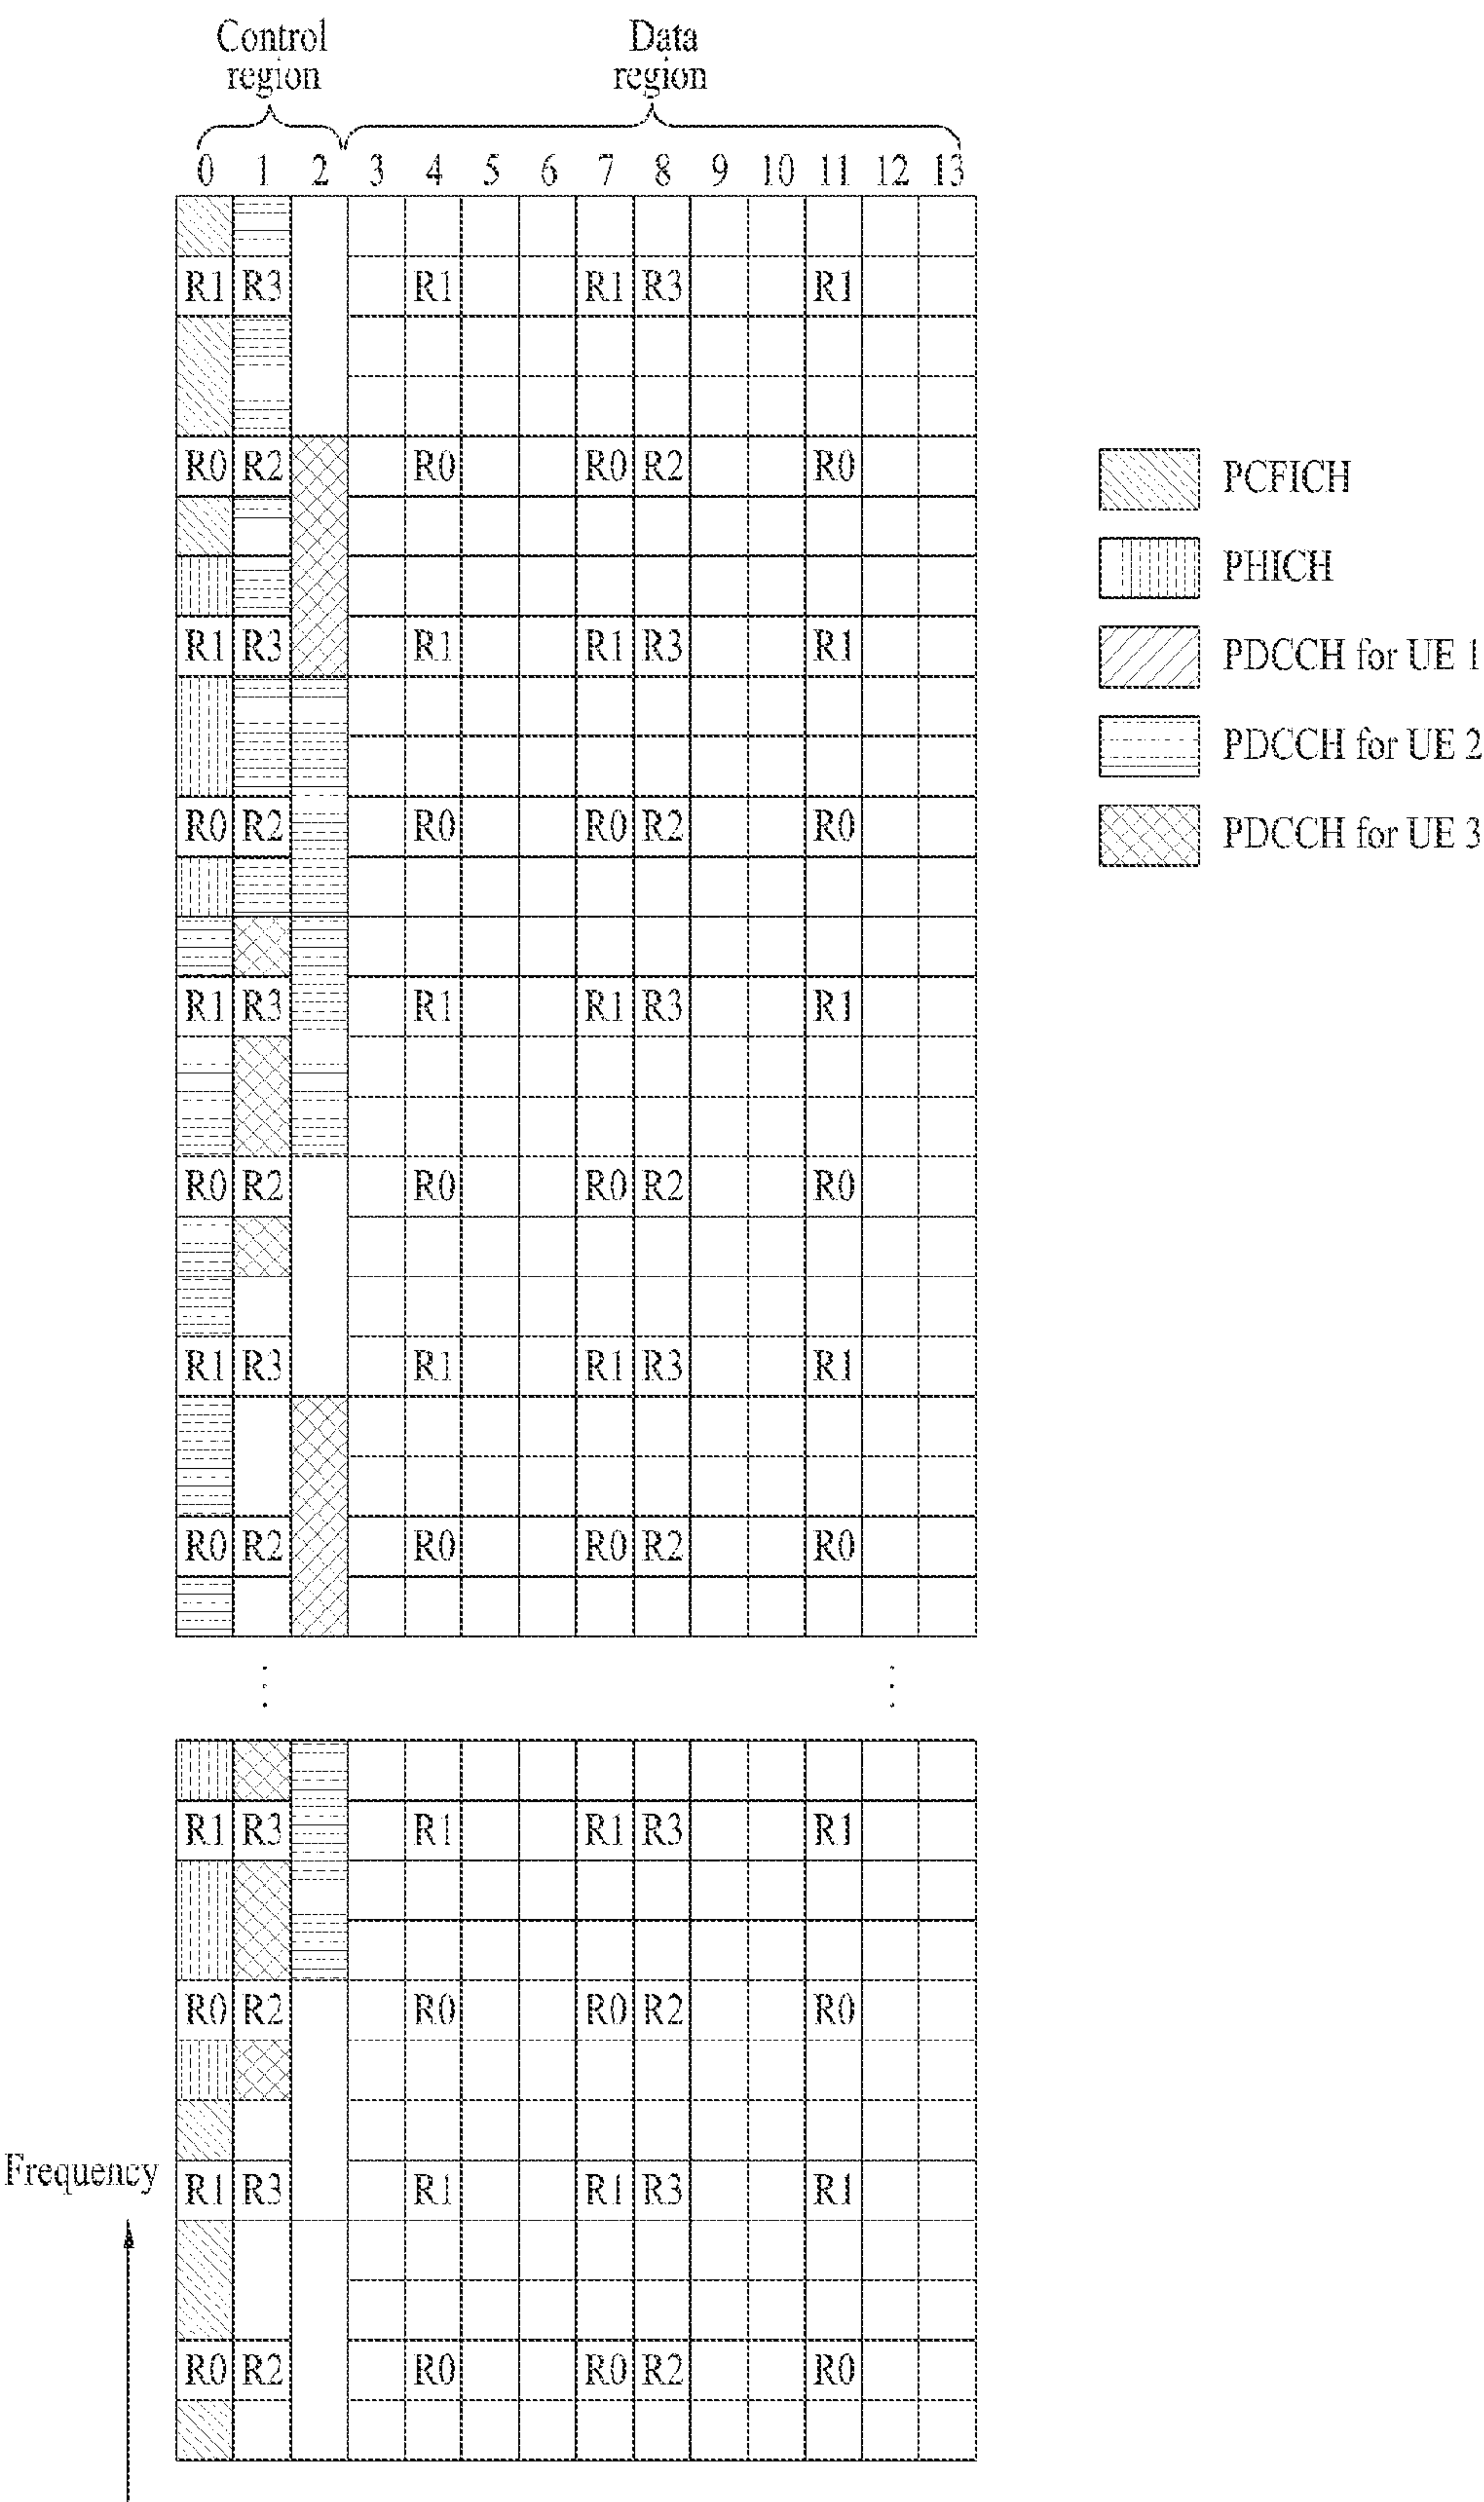 Control region
Data region
0 1 2 3 4 5 6 7 8 9 10 11 12 13
R1 R3 R1 R1 R3 R1
R0 R2 R0 R0 R2 R0
PCFICH
PHICH
R1 R3 R1 R1 R3 R1
PDCCH for UE 1
PDCCH for UE 2
R0 R2 R0 R0 R2 R0
PDCCH for UE 3
R1 R3 R1 R1 R3 R1
R0 R2 R0 R0 R2 R0
R1 R3 R1 R1 R3 R1
R0 R2 R0 R0 R2 R0
R1 R3 R1 R1 R3 R1
R0 R2 R0 R0 R2 R0
Frequency
R1 R3 R1 R1 R3 R1
R0 R2 R0 R0 R2 R0